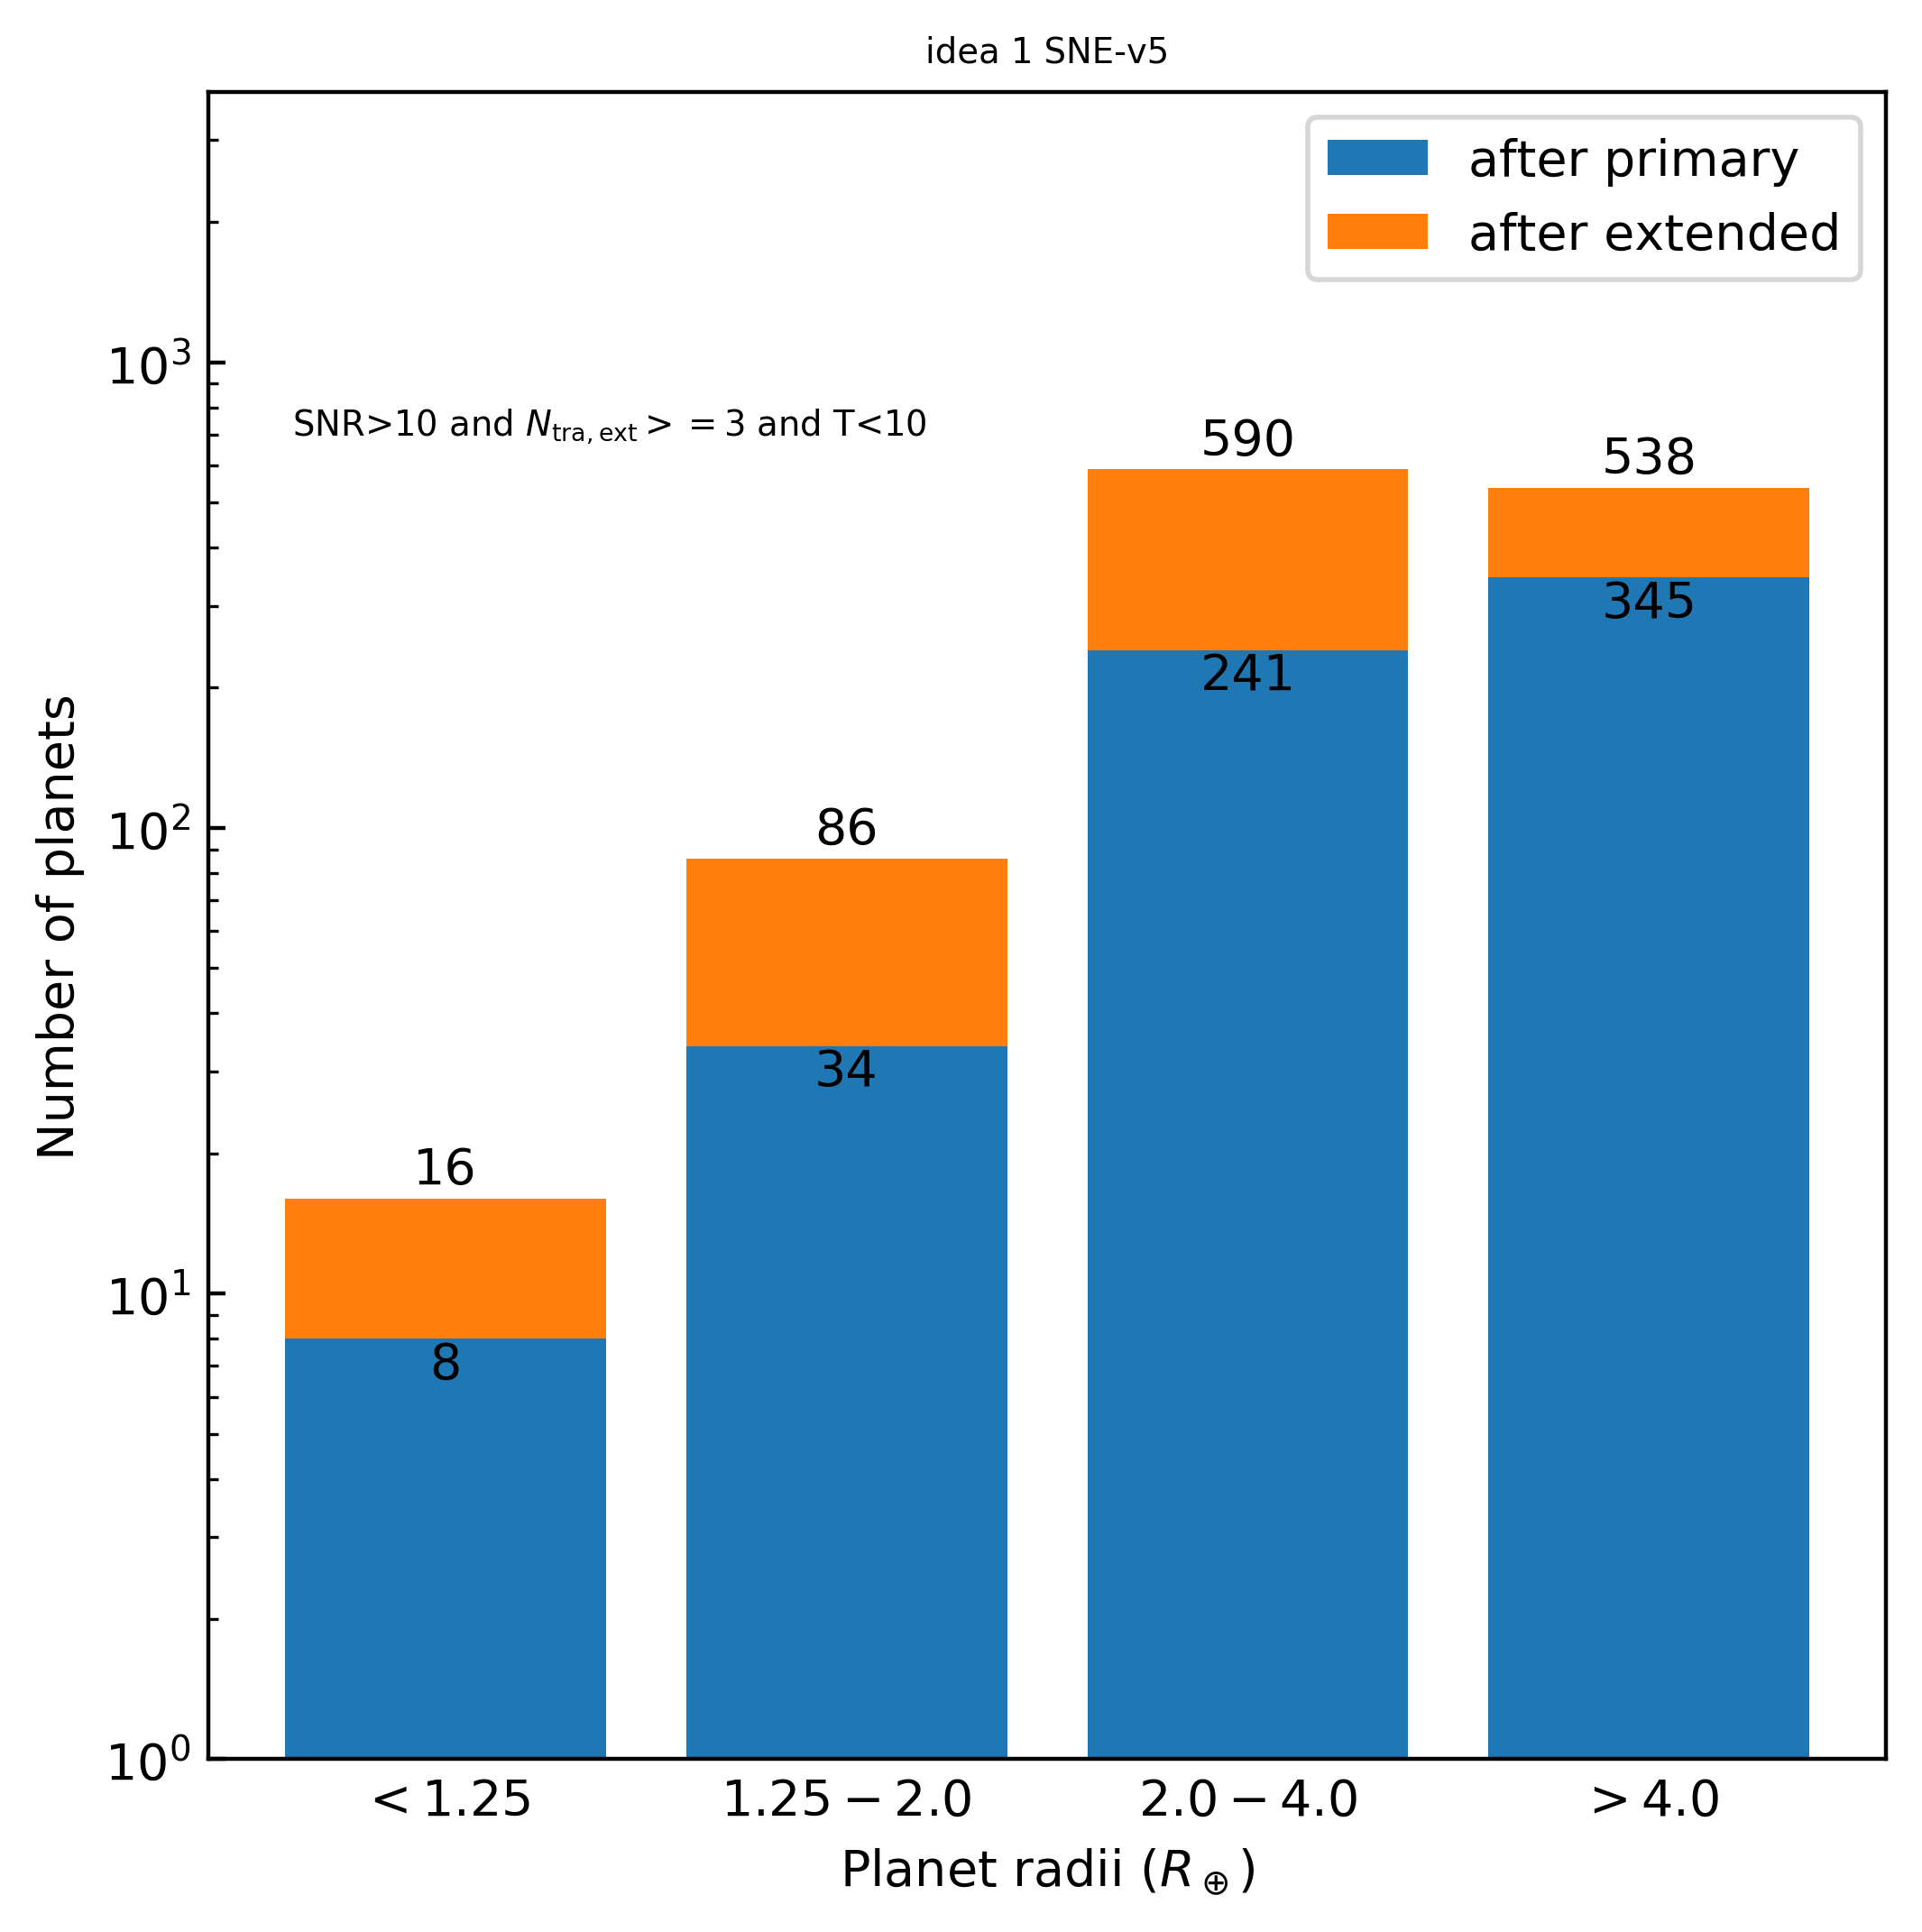 idea 1 SNE-v5
after primary
after extended
10³
SNR>10 and N_tra,ext >=3 and T<10
590
538
345
241
10²
86
34
16
10¹
8
10⁰
Number of planets
<1.25
1.25−2.0
2.0−4.0
>4.0
Planet radii (R⊕)